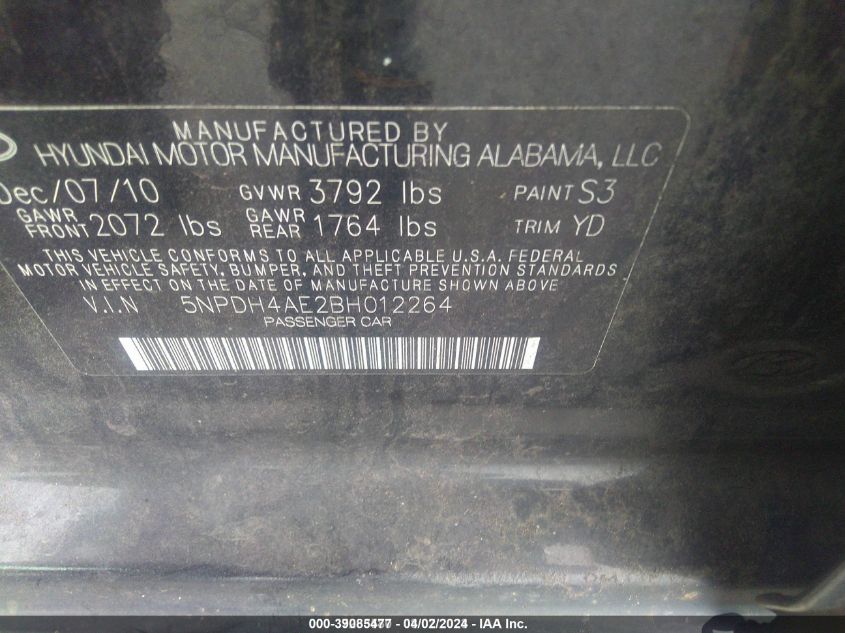 MANUFACTURED BY
HYUNDAI MOTOR MANUFACTURING ALABAMA, LLC
Dec/07/10 GVWR 3792 lbs PAINT S3
GAWR FRONT 2072 lbs GAWR REAR 1764 lbs TRIM YD
THIS VEHICLE CONFORMS TO ALL APPLICABLE U.S.A. FEDERAL
MOTOR VEHICLE SAFETY, BUMPER, AND THEFT PREVENTION STANDARDS
IN EFFECT ON THE DATE OF MANUFACTURE SHOWN ABOVE
V.I.N 5NPDH4AE2BH012264
PASSENGER CAR
000-39085477 - 04/02/2024 - IAA Inc.